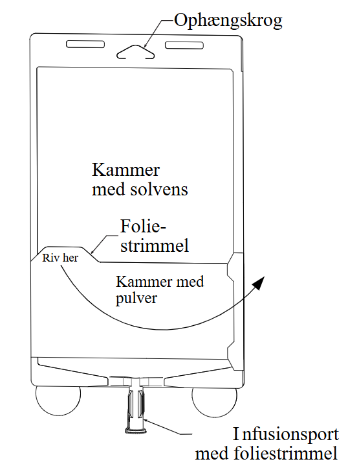 Ophængskrog
Kammer
med solvens
Folie-
strimmel
Riv her
Kammer med
pulver
Infusionsport
med foliestrimmel